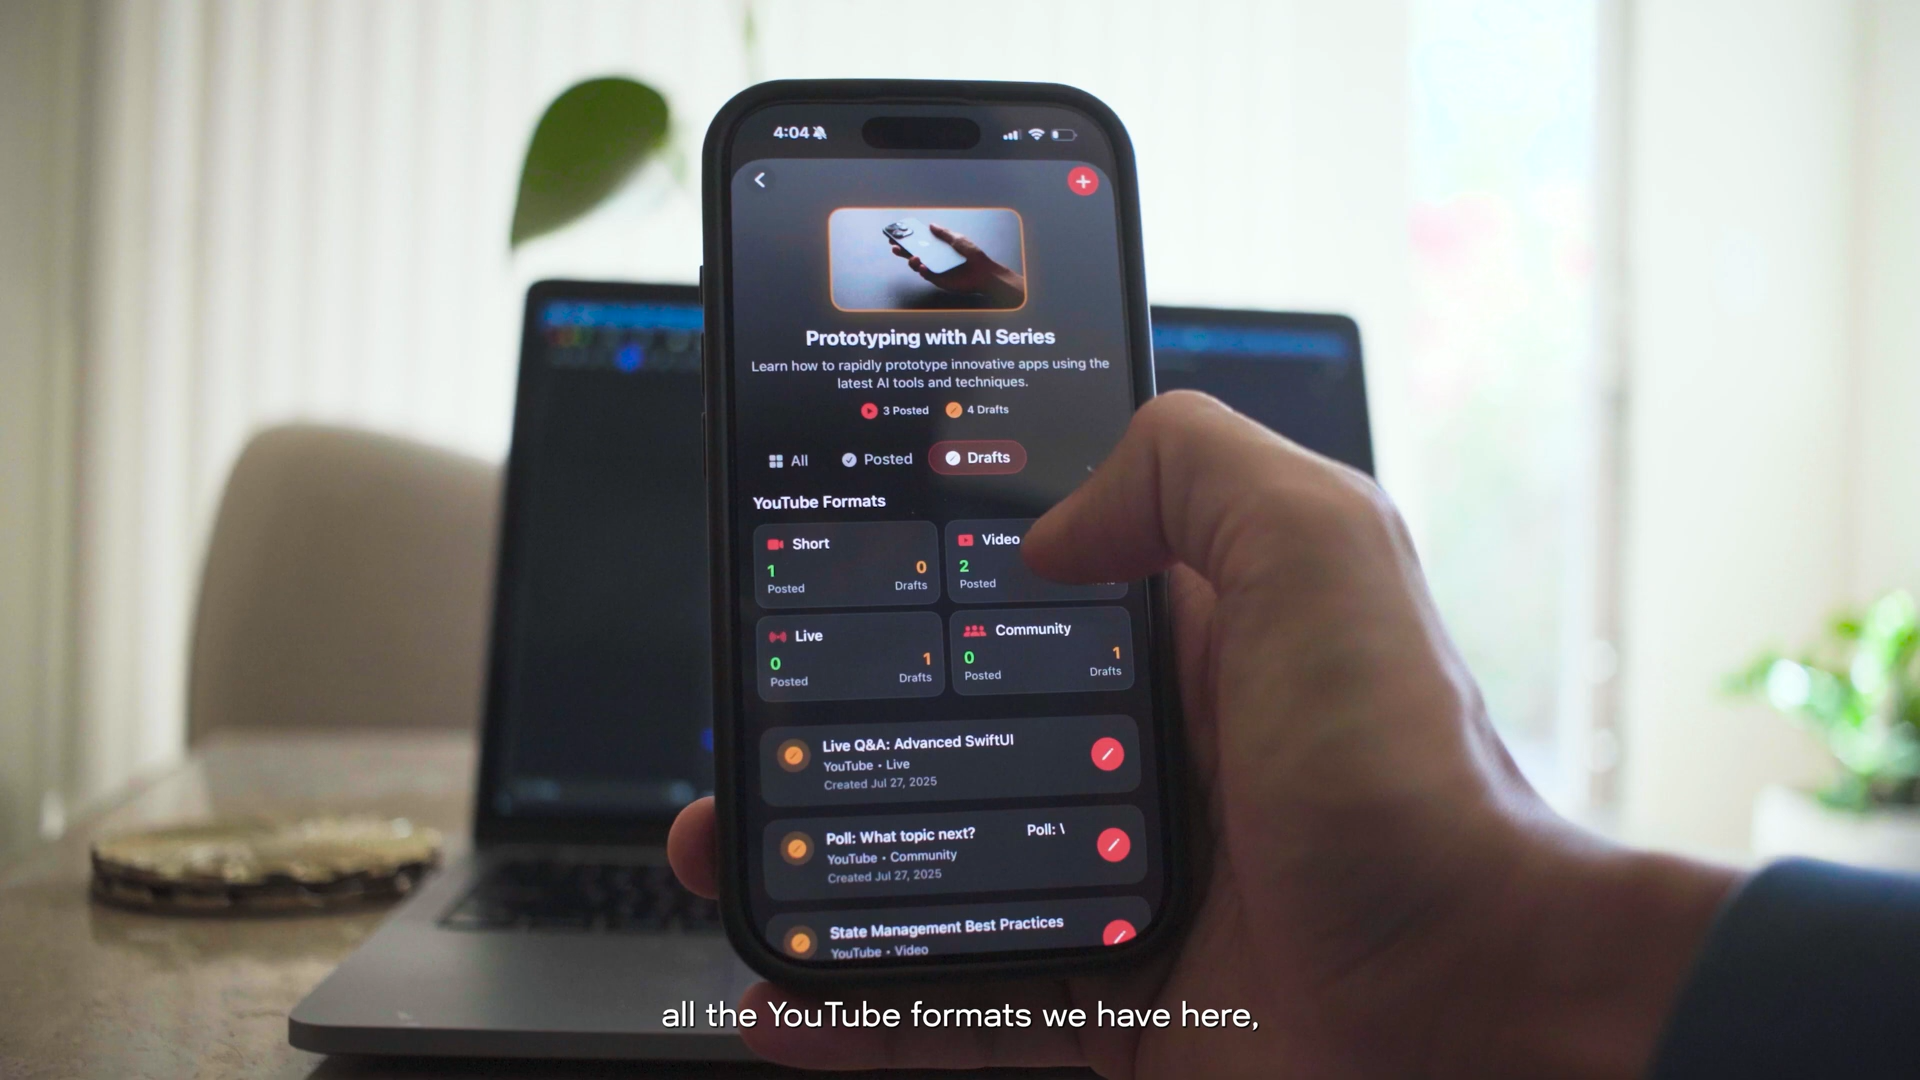 4:04
Prototyping with AI Series
Learn how to rapidly prototype innovative apps using the
latest AI tools and techniques.
3 Posted 4 Drafts
All Posted Drafts
YouTube Formats
Short
1 0
Posted Drafts
Video
2
Posted
Live
0 1
Posted Drafts
Community
0 1
Posted Drafts
Live Q&A: Advanced SwiftUI
YouTube • Live
Created Jul 27, 2025
Poll: What topic next? Poll: \
YouTube • Community
Created Jul 27, 2025
State Management Best Practices
YouTube • Video
all the YouTube formats we have here,